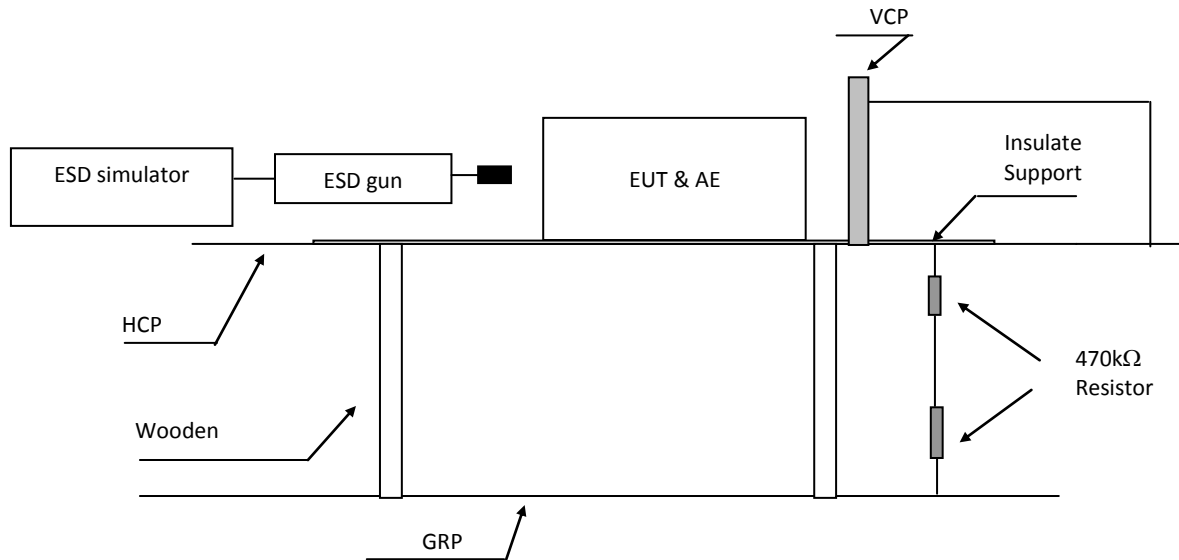 VCP
ESD simulator
ESD gun
EUT & AE
Insulate
Support
HCP
470kΩ
Resistor
Wooden
GRP